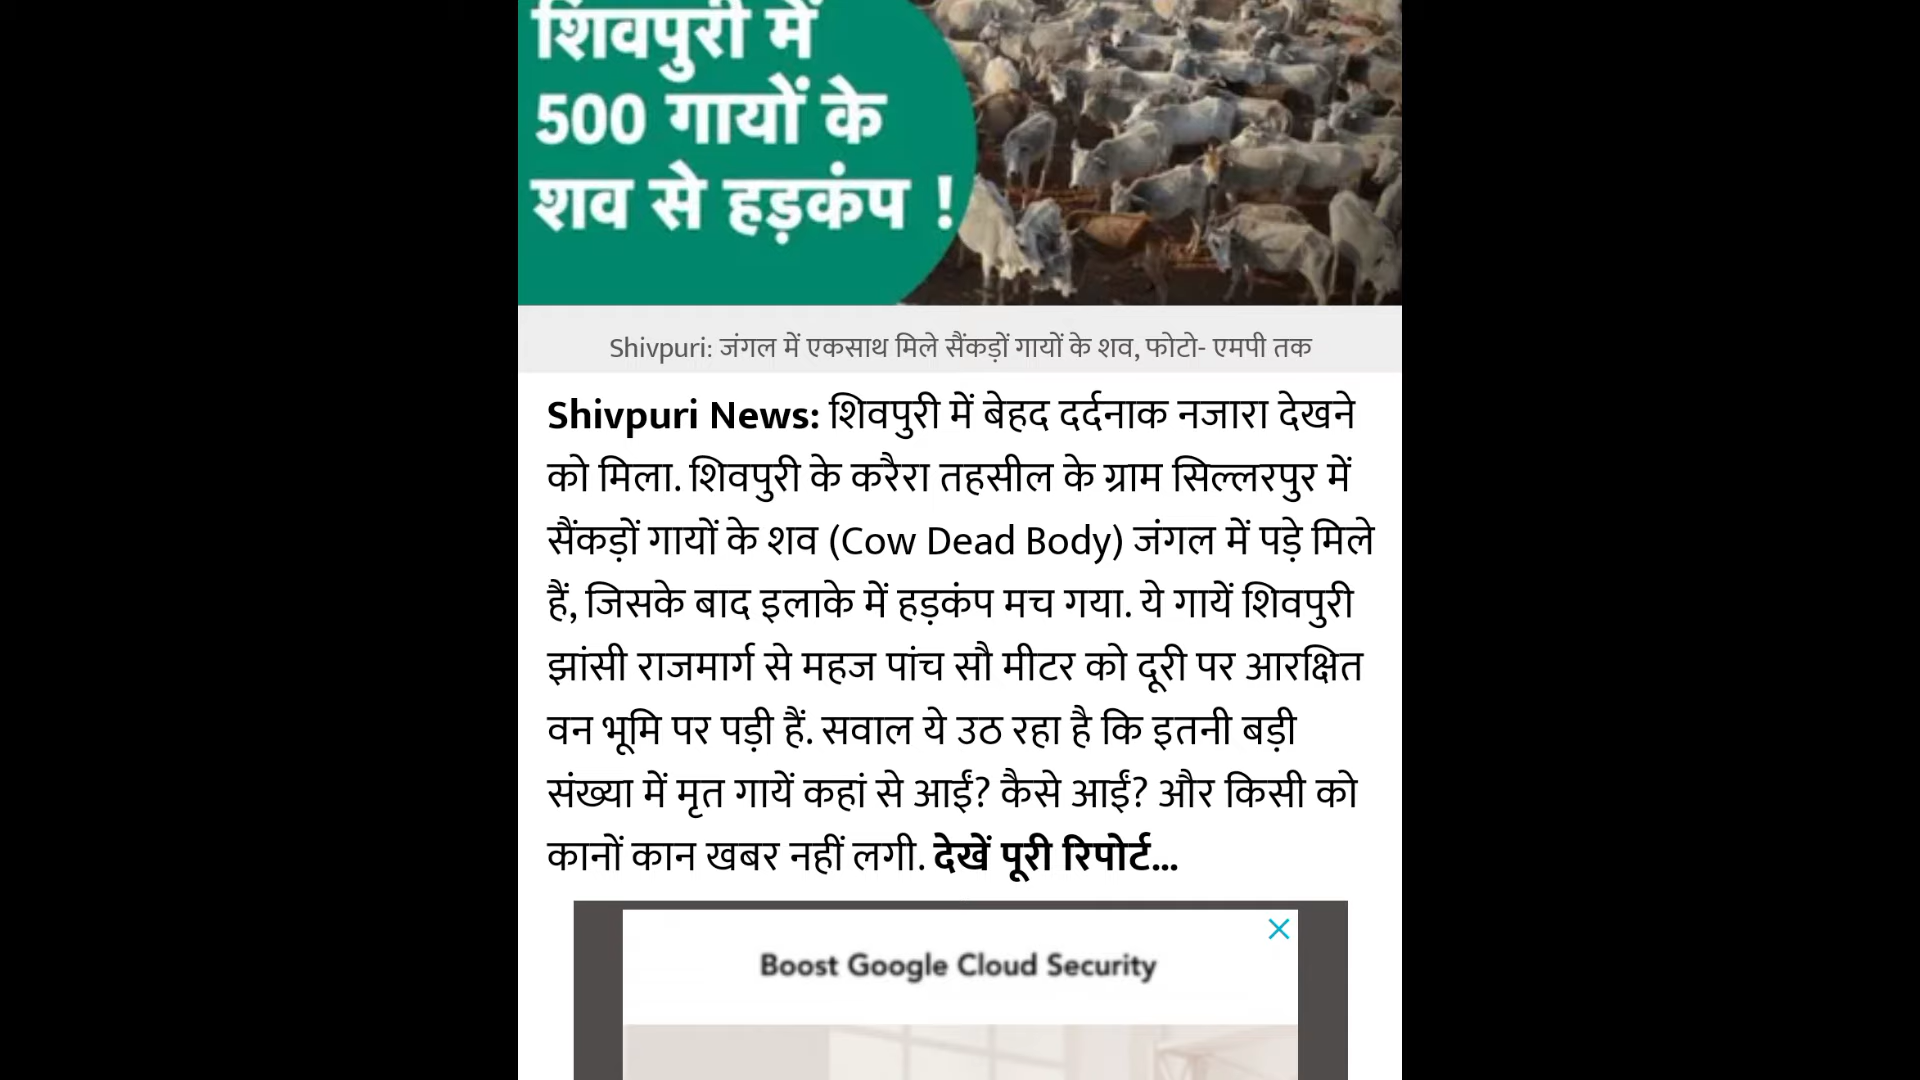 शिवपुरी में
500 गायों के
शव से हड़कंप !
Shivpuri: जंगल में एकसाथ मिले सैंकड़ों गायों के शव, फोटो- एमपी तक
Shivpuri News: शिवपुरी में बेहद दर्दनाक नजारा देखने
को मिला. शिवपुरी के करैरा तहसील के ग्राम सिल्लरपुर में
सैंकड़ों गायों के शव (Cow Dead Body) जंगल में पड़े मिले
हैं, जिसके बाद इलाके में हड़कंप मच गया. ये गायें शिवपुरी
झांसी राजमार्ग से महज पांच सौ मीटर को दूरी पर आरक्षित
वन भूमि पर पड़ी हैं. सवाल ये उठ रहा है कि इतनी बड़ी
संख्या में मृत गायें कहां से आईं? कैसे आईं? और किसी को
कानों कान खबर नहीं लगी. देखें पूरी रिपोर्ट...
Boost Google Cloud Security